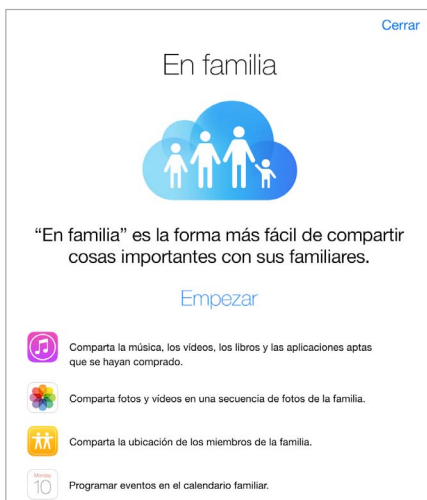 Cerrar
En familia
“En familia” es la forma más fácil de compartir
cosas importantes con sus familiares.
Empezar
Comparta la música, los vídeos, los libros y las aplicaciones aptas
que se hayan comprado.
Comparta fotos y vídeos en una secuencia de fotos de la familia.
Comparta la ubicación de los miembros de la familia.
Monday
10
Programar eventos en el calendario familiar.